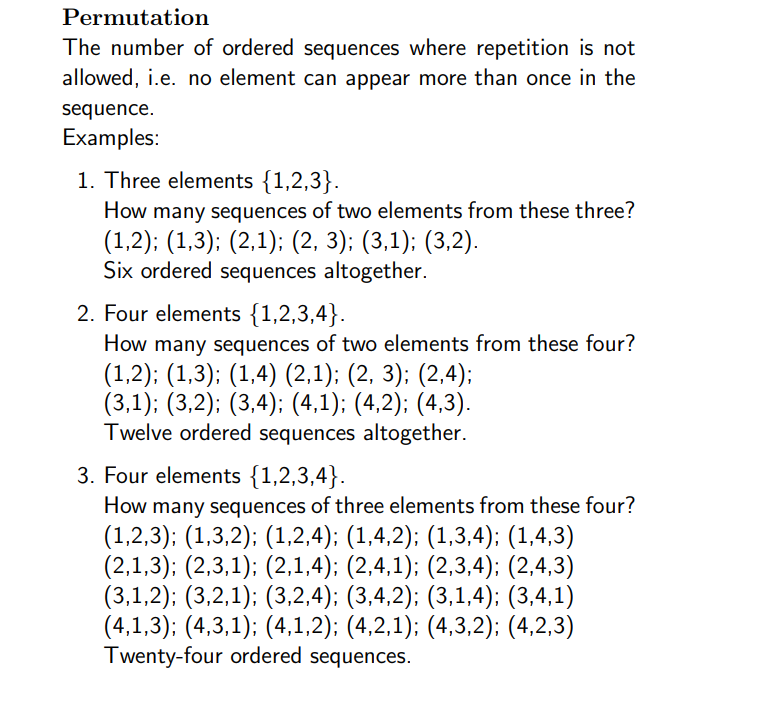 Permutation
The number of ordered sequences where repetition is not
allowed, i.e. no element can appear more than once in the
sequence.
Examples:
1. Three elements {1,2,3}.
How many sequences of two elements from these three?
(1,2); (1,3); (2,1); (2, 3); (3,1); (3,2).
Six ordered sequences altogether.
2. Four elements {1,2,3,4}.
How many sequences of two elements from these four?
(1,2); (1,3); (1,4) (2,1); (2, 3); (2,4);
(3,1); (3,2); (3,4); (4,1); (4,2); (4,3).
Twelve ordered sequences altogether.
3. Four elements {1,2,3,4}.
How many sequences of three elements from these four?
(1,2,3); (1,3,2); (1,2,4); (1,4,2); (1,3,4); (1,4,3)
(2,1,3); (2,3,1); (2,1,4); (2,4,1); (2,3,4); (2,4,3)
(3,1,2); (3,2,1); (3,2,4); (3,4,2); (3,1,4); (3,4,1)
(4,1,3); (4,3,1); (4,1,2); (4,2,1); (4,3,2); (4,2,3)
Twenty-four ordered sequences.